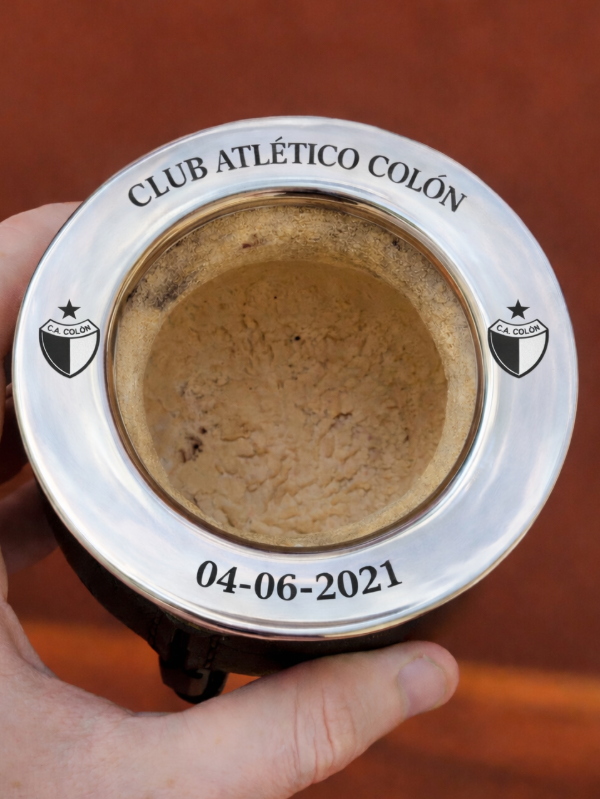 CLUB ATLÉTICO COLÓN
C.A. COLÓN
C.A. COLÓN
04-06-2021